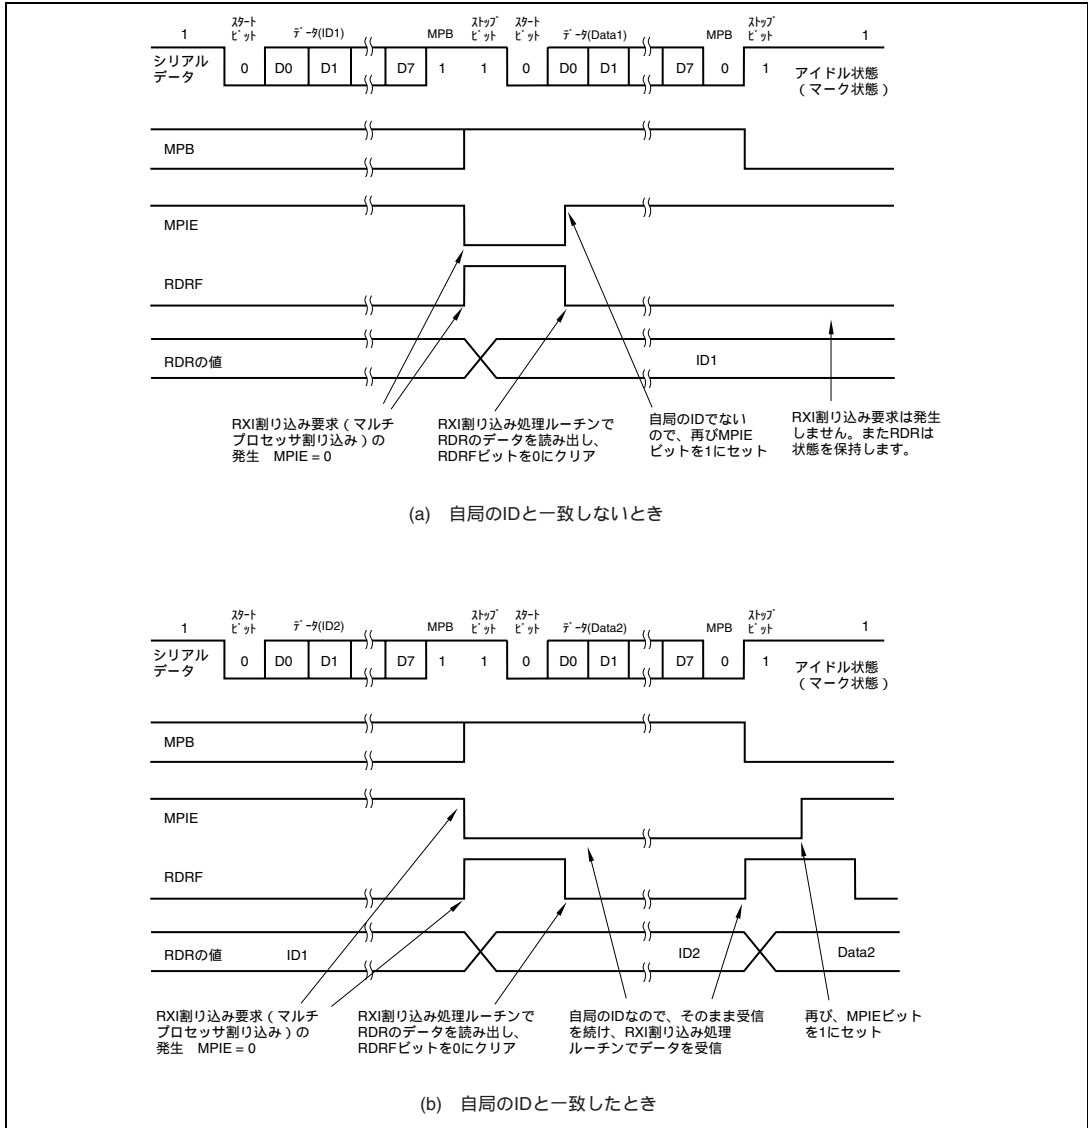 1 ｽﾀｰﾄ ﾃﾞｰﾀ(ID1) MPB ｽﾄｯﾌﾟ ｽﾀｰﾄ ﾃﾞｰﾀ(Data1) MPB ｽﾄｯﾌﾟ 1
ﾋﾞｯﾄ ﾋﾞｯﾄ ﾋﾞｯﾄ ﾋﾞｯﾄ
シリアル
データ
0 D0 D1 D7 1 1 0 D0 D1 D7 0 1
アイドル状態
（マーク状態）
MPB
MPIE
RDRF
RDRの値 ID1
RXI割り込み要求（マルチ
プロセッサ割り込み）の
発生 MPIE = 0
RXI割り込み処理ルーチンで
RDRのデータを読み出し、
RDRFビットを0にクリア
自局のIDでない
ので、再びMPIE
ビットを1にセット
RXI割り込み要求は発生
しません。またRDRは
状態を保持します。
(a) 自局のIDと一致しないとき
1 ｽﾀｰﾄ ﾃﾞｰﾀ(ID2) MPB ｽﾄｯﾌﾟ ｽﾀｰﾄ ﾃﾞｰﾀ(Data2) MPB ｽﾄｯﾌﾟ 1
ﾋﾞｯﾄ ﾋﾞｯﾄ ﾋﾞｯﾄ ﾋﾞｯﾄ
シリアル
データ
0 D0 D1 D7 1 1 0 D0 D1 D7 0 1
アイドル状態
（マーク状態）
MPB
MPIE
RDRF
RDRの値 ID1 ID2 Data2
RXI割り込み要求（マルチ
プロセッサ割り込み）の
発生 MPIE = 0
RXI割り込み処理ルーチンで
RDRのデータを読み出し、
RDRFビットを0にクリア
自局のIDなので、そのまま受信
を続け、RXI割り込み処理
ルーチンでデータを受信
再び、MPIEビット
を1にセット
(b) 自局のIDと一致したとき